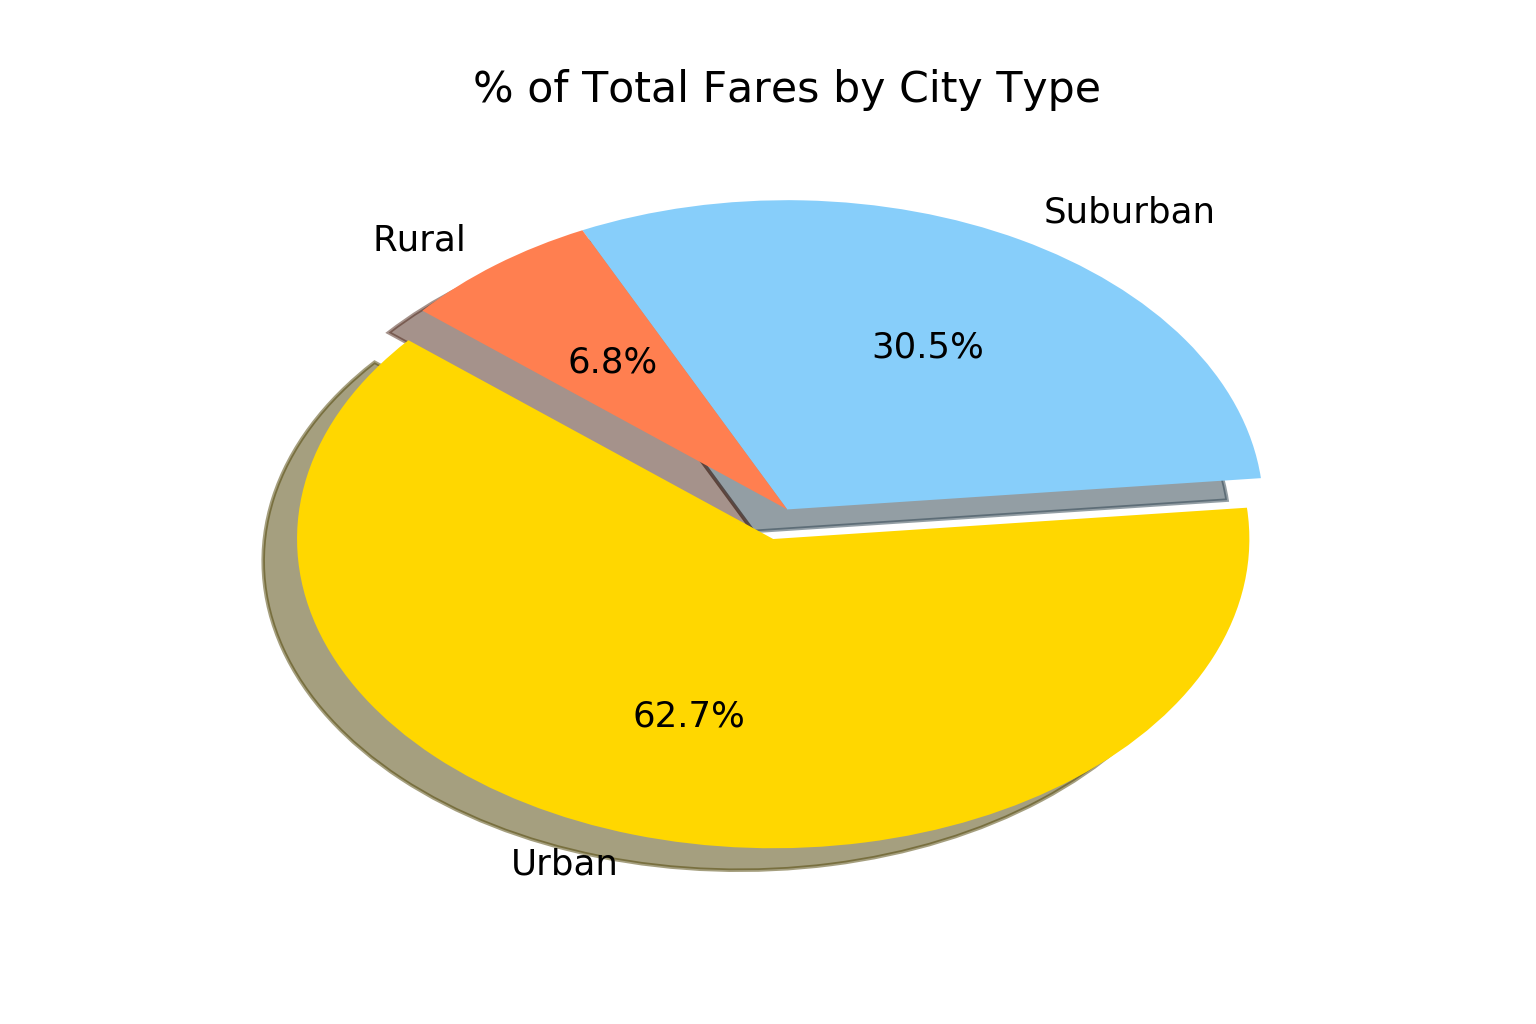 % of Total Fares by City Type
Suburban
Rural
30.5%
6.8%
62.7%
Urban